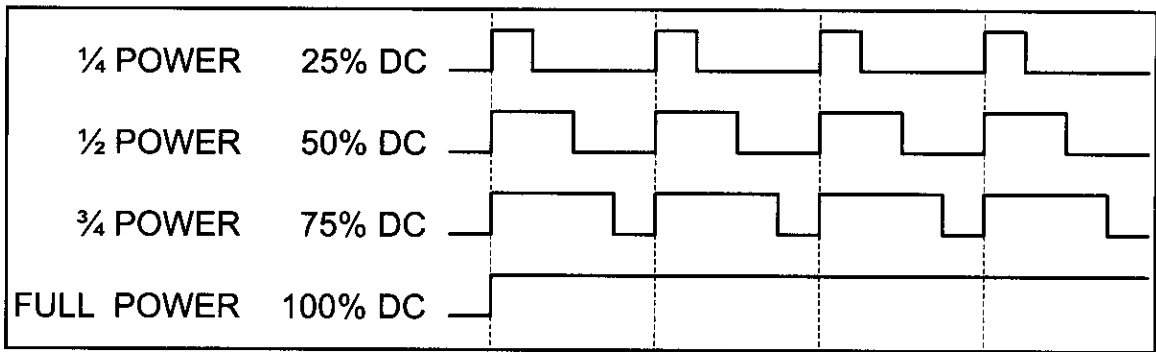 ¼ POWER 25% DC
½ POWER 50% DC
¾ POWER 75% DC
FULL POWER 100% DC